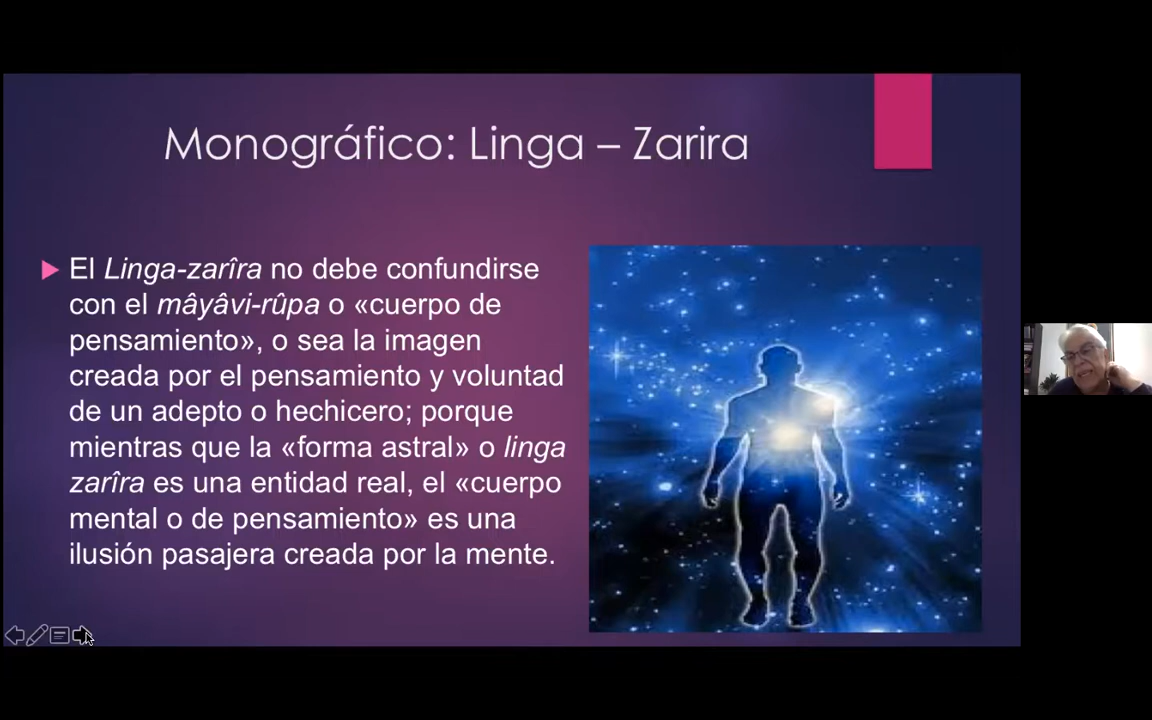 Monográfico: Linga – Zarira
El Linga-zarîra no debe confundirse
con el mâyâvi-rûpa o «cuerpo de
pensamiento», o sea la imagen
creada por el pensamiento y voluntad
de un adepto o hechicero; porque
mientras que la «forma astral» o linga
zarîra es una entidad real, el «cuerpo
mental o de pensamiento» es una
ilusión pasajera creada por la mente.